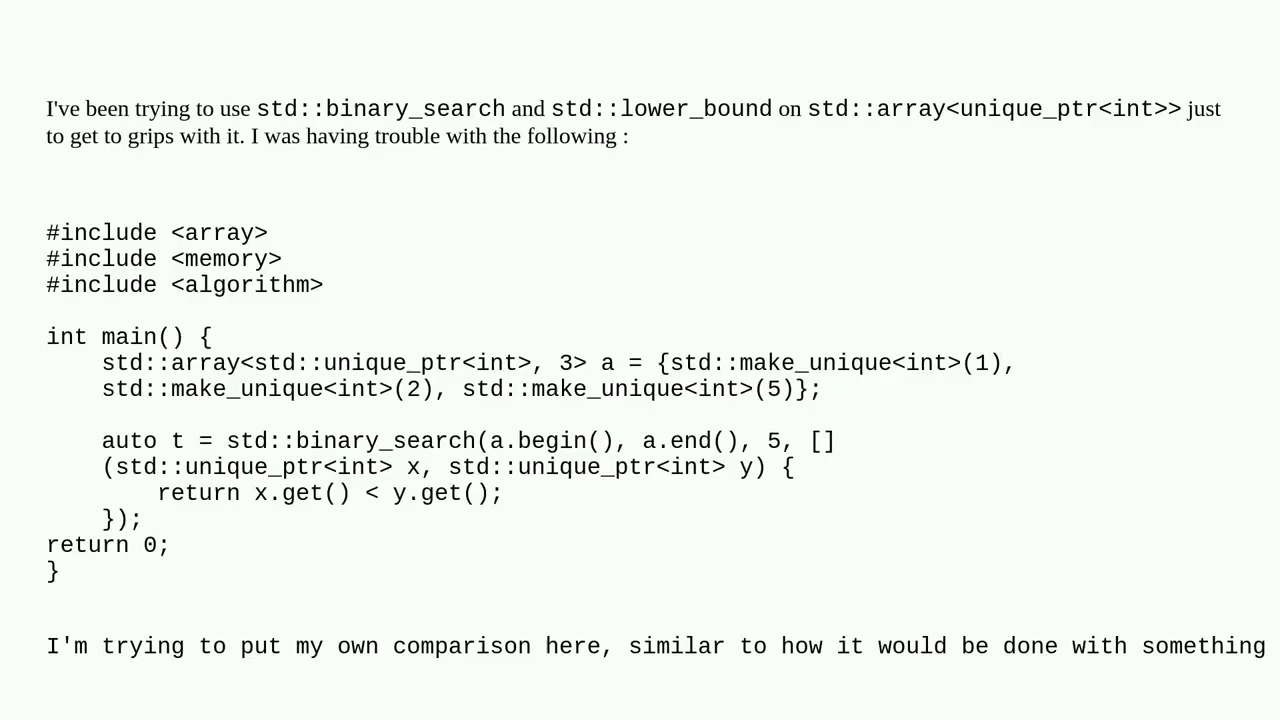 I've been trying to use std::binary_search and std::lower_bound on std::array<unique_ptr<int>> just
to get to grips with it. I was having trouble with the following :
#include <array>
#include <memory>
#include <algorithm>
int main() {
    std::array<std::unique_ptr<int>, 3> a = {std::make_unique<int>(1),
    std::make_unique<int>(2), std::make_unique<int>(5)};
    auto t = std::binary_search(a.begin(), a.end(), 5, []
    (std::unique_ptr<int> x, std::unique_ptr<int> y) {
        return x.get() < y.get();
    });
return 0;
}
I'm trying to put my own comparison here, similar to how it would be done with something